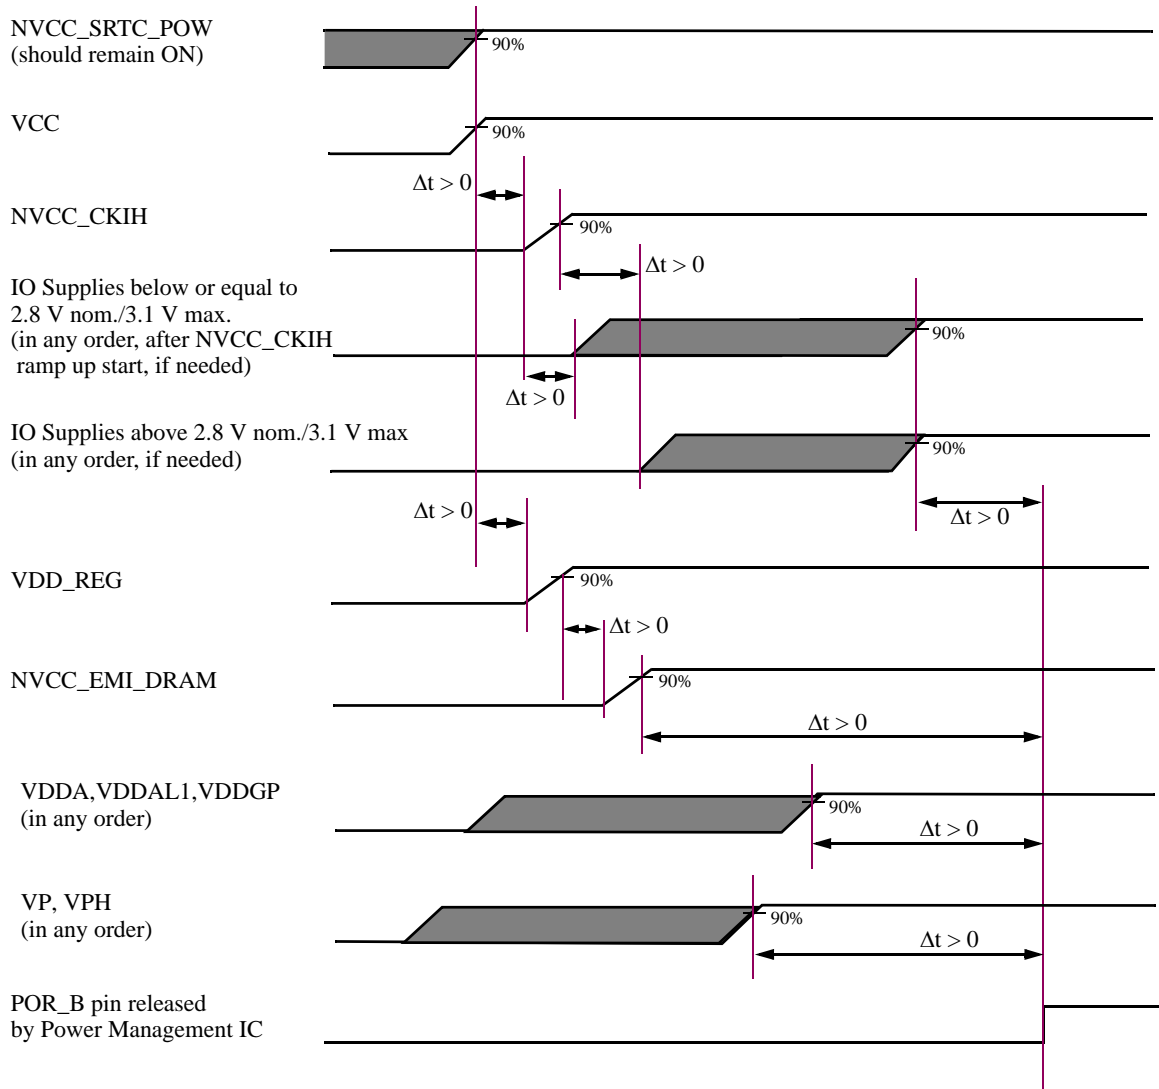 NVCC_SRTC_POW
(should remain ON)
90%
VCC
90%
Δt > 0
NVCC_CKIH
90%
Δt > 0
IO Supplies below or equal to
2.8 V nom./3.1 V max.
(in any order, after NVCC_CKIH
ramp up start, if needed)
90%
Δt > 0
IO Supplies above 2.8 V nom./3.1 V max
(in any order, if needed)
90%
Δt > 0
Δt > 0
VDD_REG
90%
Δt > 0
NVCC_EMI_DRAM
90%
Δt > 0
VDDA,VDDAL1,VDDGP
(in any order)
90%
Δt > 0
VP, VPH
(in any order)
90%
Δt > 0
POR_B pin released
by Power Management IC